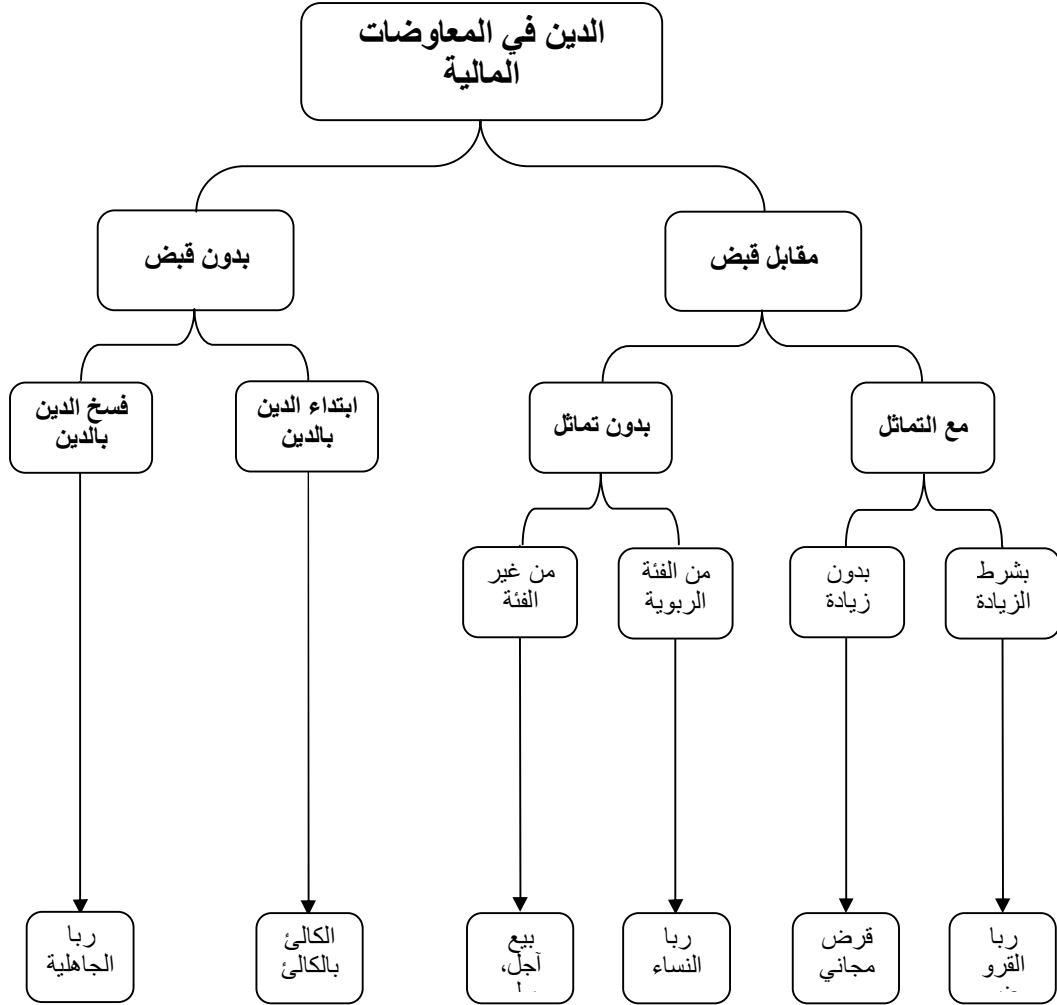 الدين في المعاوضات
المالية
مقابل قبض
بدون قبض
مع التماثل
بدون تماثل
ابتداء الدين
بالدين
فسخ الدين
بالدين
بشرط
الزيادة
بدون
زيادة
من الفئة
الربوية
من غير
الفئة
ربا
القرو
قرض
مجاني
ربا
النساء
بيع
آجل،
الكالئ
بالكالئ
ربا
الجاهلية